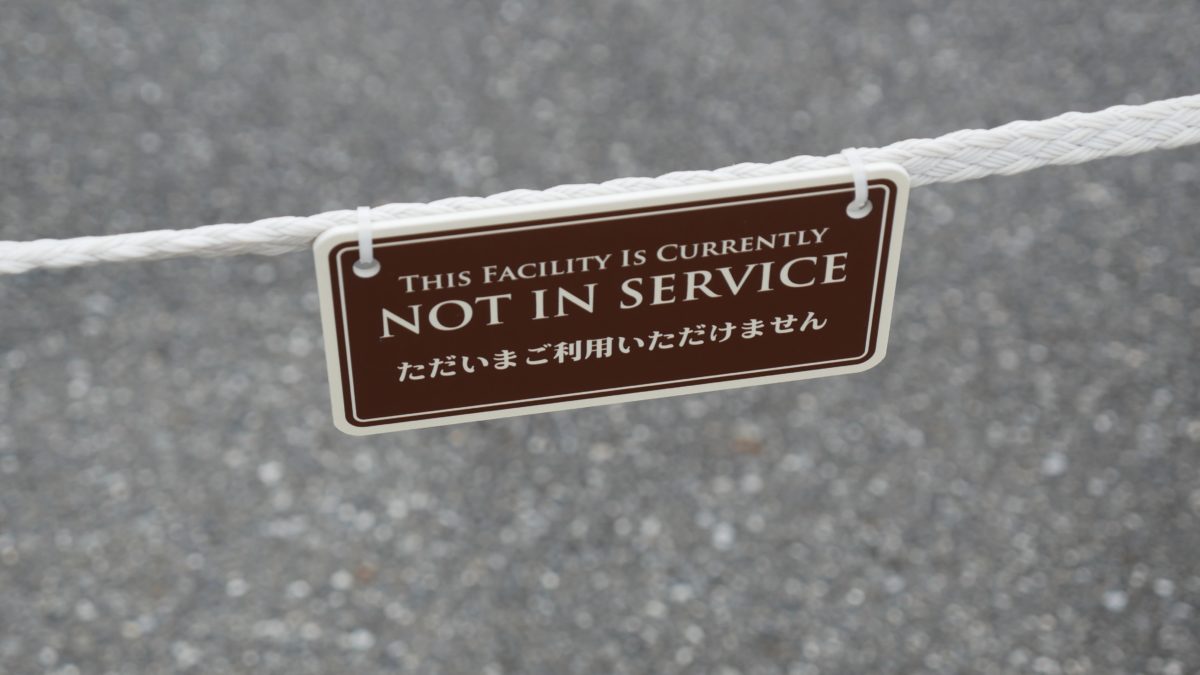 This Facility Is Currently
NOT IN SERVICE
ただいまご利用いただけません